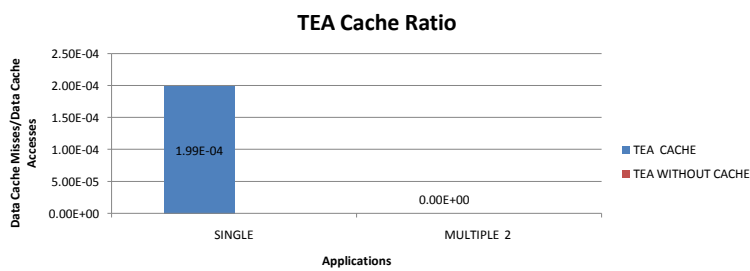 TEA Cache Ratio
Data Cache Misses/Data Cache
Accesses
2.50E-04
2.00E-04
1.50E-04
1.00E-04
5.00E-05
0.00E+00
1.99E-04
0.00E+00
SINGLE
MULTIPLE 2
Applications
TEA CACHE
TEA WITHOUT CACHE